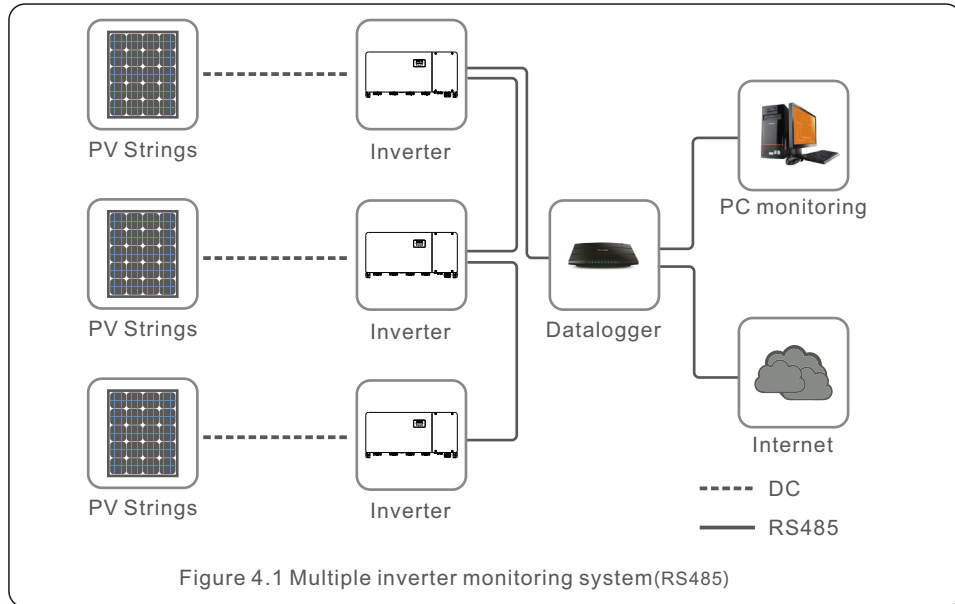 PV Strings
Inverter
PC monitoring
PV Strings
Inverter
Datalogger
Internet
PV Strings
Inverter
DC
RS485
Figure 4.1 Multiple inverter monitoring system(RS485)